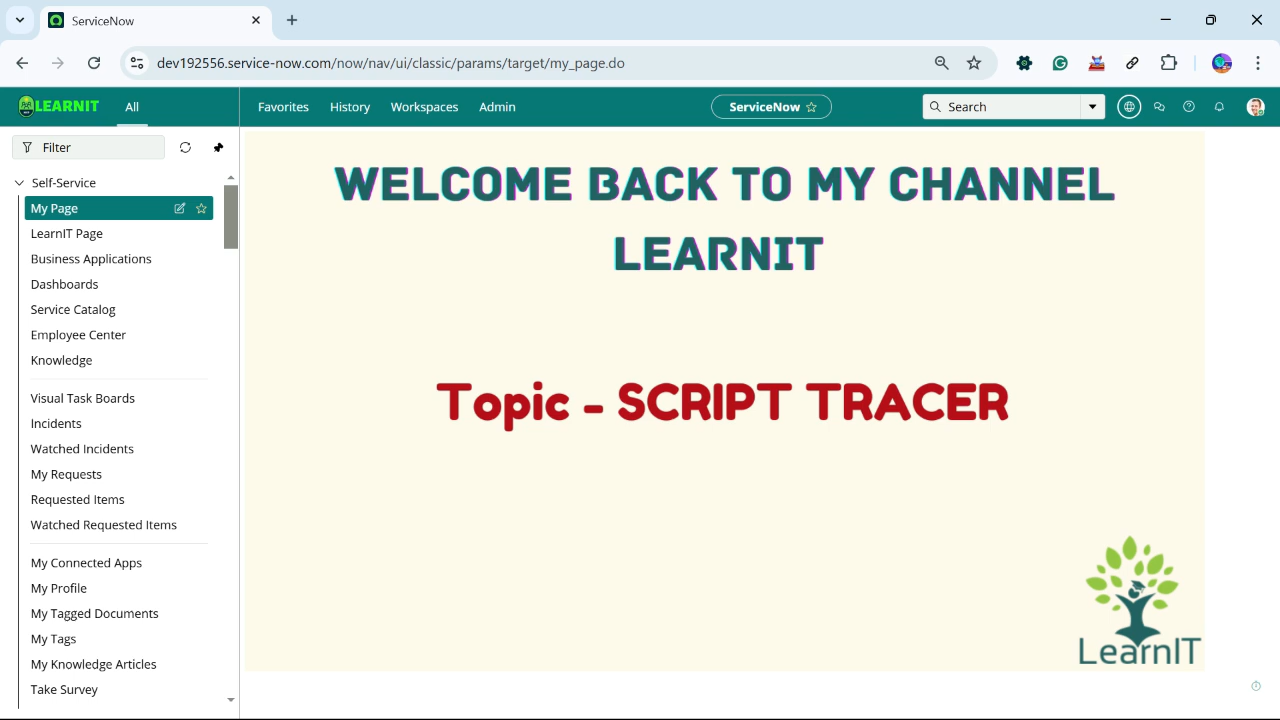 ServiceNow
dev192556.service-now.com/now/nav/ui/classic/params/target/my_page.do
LEARNIT
All
Favorites
History
Workspaces
Admin
ServiceNow
Search
Filter
Self-Service
My Page
LearnIT Page
Business Applications
Dashboards
Service Catalog
Employee Center
Knowledge
Visual Task Boards
Incidents
Watched Incidents
My Requests
Requested Items
Watched Requested Items
My Connected Apps
My Profile
My Tagged Documents
My Tags
My Knowledge Articles
Take Survey
WELCOME BACK TO MY CHANNEL
LEARNIT
Topic - SCRIPT TRACER
LearnIT